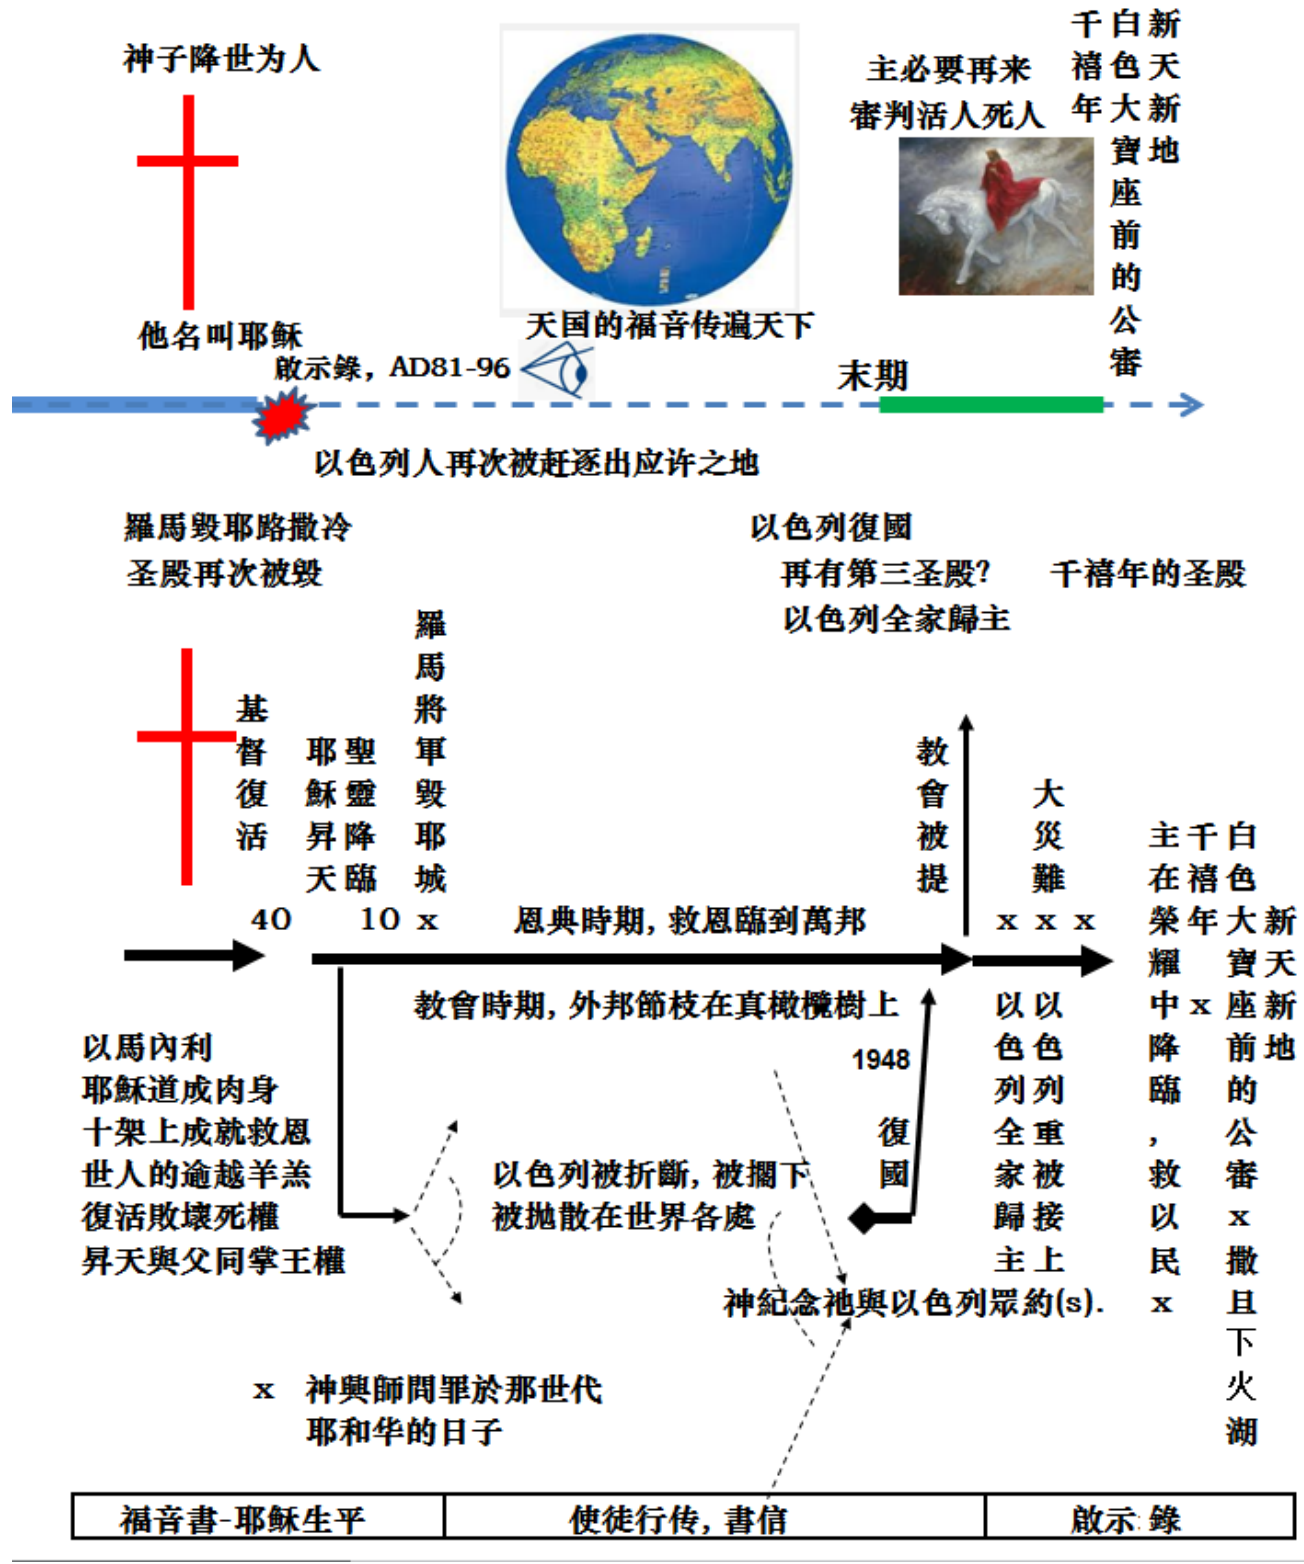 神子降世为人
他名叫耶稣
天国的福音传遍天下
主必要再来
審判活人死人
千禧年
白色大寶座前的公審
新天新地
啟示錄，AD81-96
末期
以色列人再次被赶逐出应许之地
羅馬毀耶路撒冷
圣殿再次被毁
以色列復國
再有第三圣殿?
千禧年的圣殿
以色列全家歸主
基督復活
耶穌昇天
聖靈降臨
羅馬將軍毀耶城
教會被提
大災難
40
10 x
恩典時期, 救恩臨到萬邦
x x x
教會時期, 外邦節枝在真橄欖樹上
以馬內利
耶穌道成肉身
十架上成就救恩
世人的逾越羊羔
復活敗壞死權
昇天與父同掌王權
以色列被折斷, 被擱下
被拋散在世界各處
1948
復國
以色列全家歸主
以色列重被接上
主在榮耀中降臨，救以民 x
千禧年 x
白色大寶座前的公審 x 撒旦下火湖
新天新地
神紀念祂與以色列眾約(s).
x 神興師問罪於那世代
耶和华的日子
福音書-耶穌生平
使徒行传, 書信
啟示 錄